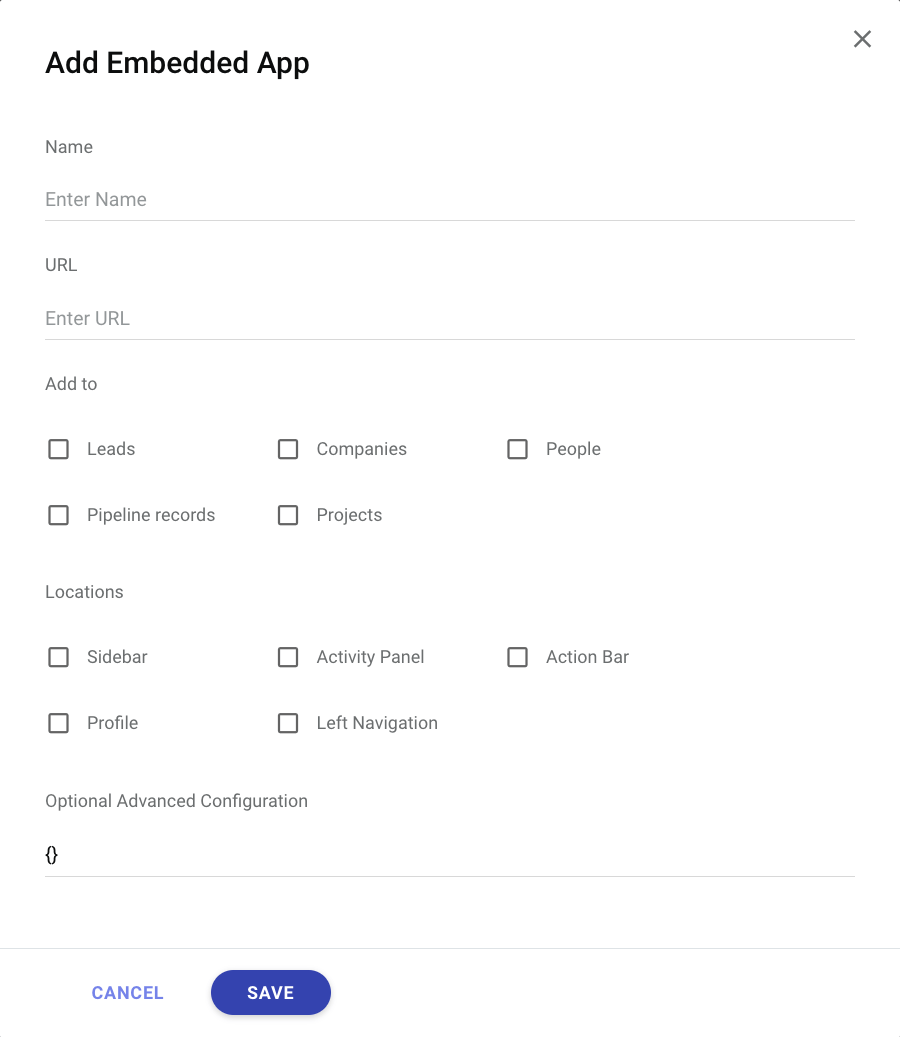 Add Embedded App
Name
Enter Name
URL
Enter URL
Add to
Leads Companies People
Pipeline records Projects
Locations
Sidebar Activity Panel Action Bar
Profile Left Navigation
Optional Advanced Configuration
{}
CANCEL SAVE